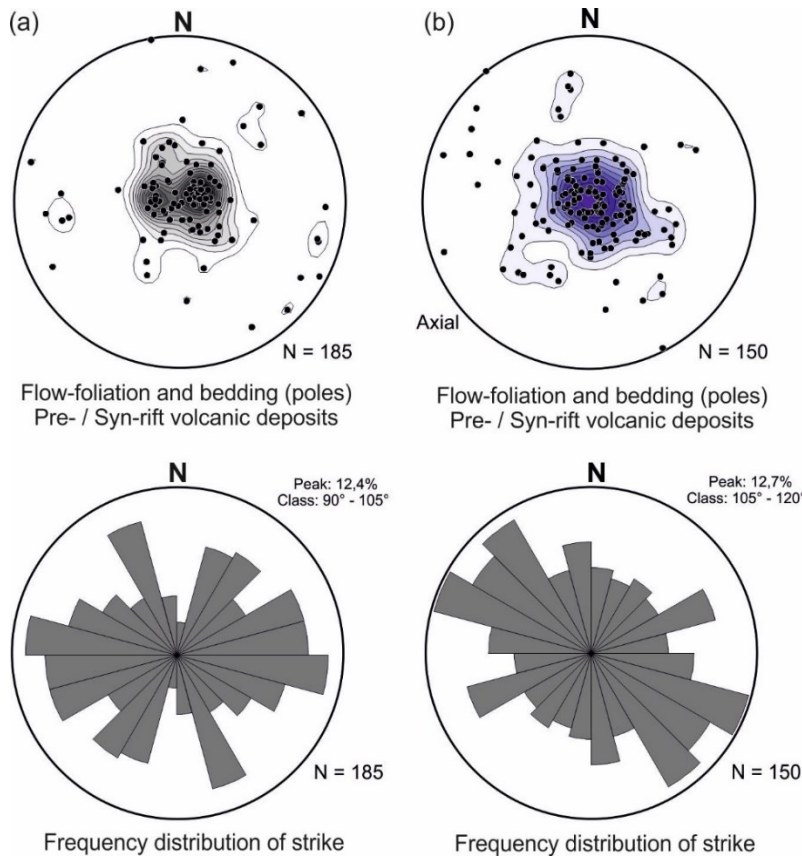 (a)
N
N = 185
Flow-foliation and bedding (poles)
Pre- / Syn-rift volcanic deposits
(b)
N
Axial
N = 150
Flow-foliation and bedding (poles)
Pre- / Syn-rift volcanic deposits
N
Peak: 12,4%
Class: 90° - 105°
N = 185
Frequency distribution of strike
N
Peak: 12,7%
Class: 105° - 120°
N = 150
Frequency distribution of strike